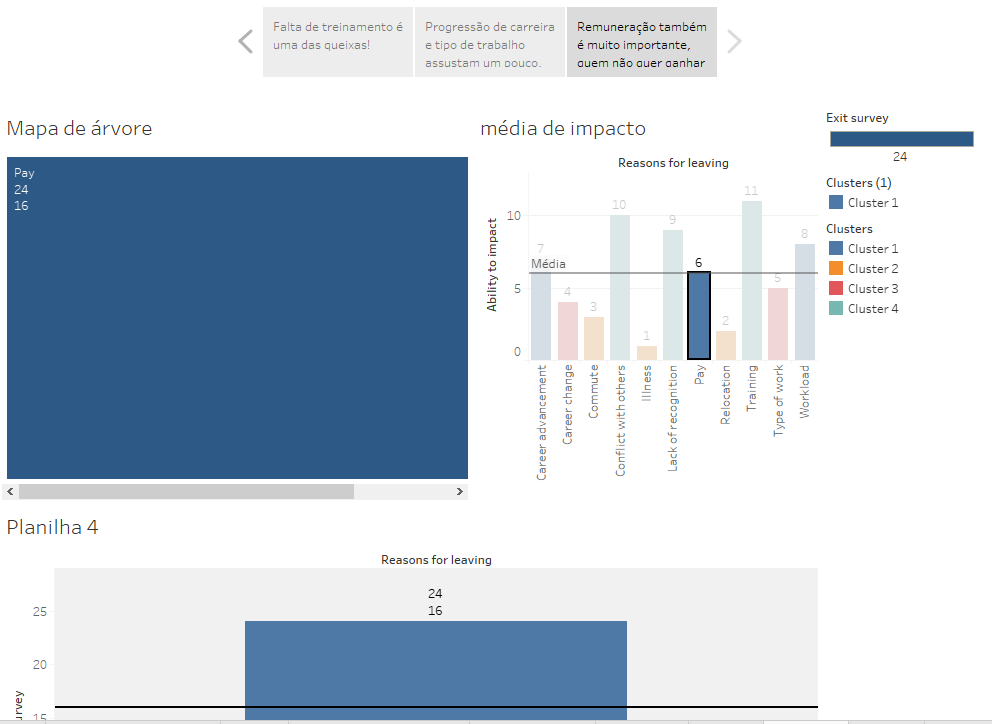 Falta de treinamento é
uma das queixas!
Progressão de carreira
e tipo de trabalho
assustam um pouco.
Remuneração também
é muito importante,
quem não quer ganhar
Mapa de árvore
Pay
24
16
média de impacto
Reasons for leaving
Ability to impact
10
5
0
7
Média
4
3
10
1
9
6
2
11
5
8
Career advancement
Career change
Commute
Conflict with others
Illness
Lack of recognition
Pay
Relocation
Training
Type of work
Workload
Exit survey
24
Clusters (1)
Cluster 1
Clusters
Cluster 1
Cluster 2
Cluster 3
Cluster 4
Planilha 4
Reasons for leaving
24
16
25
20
15
urvey